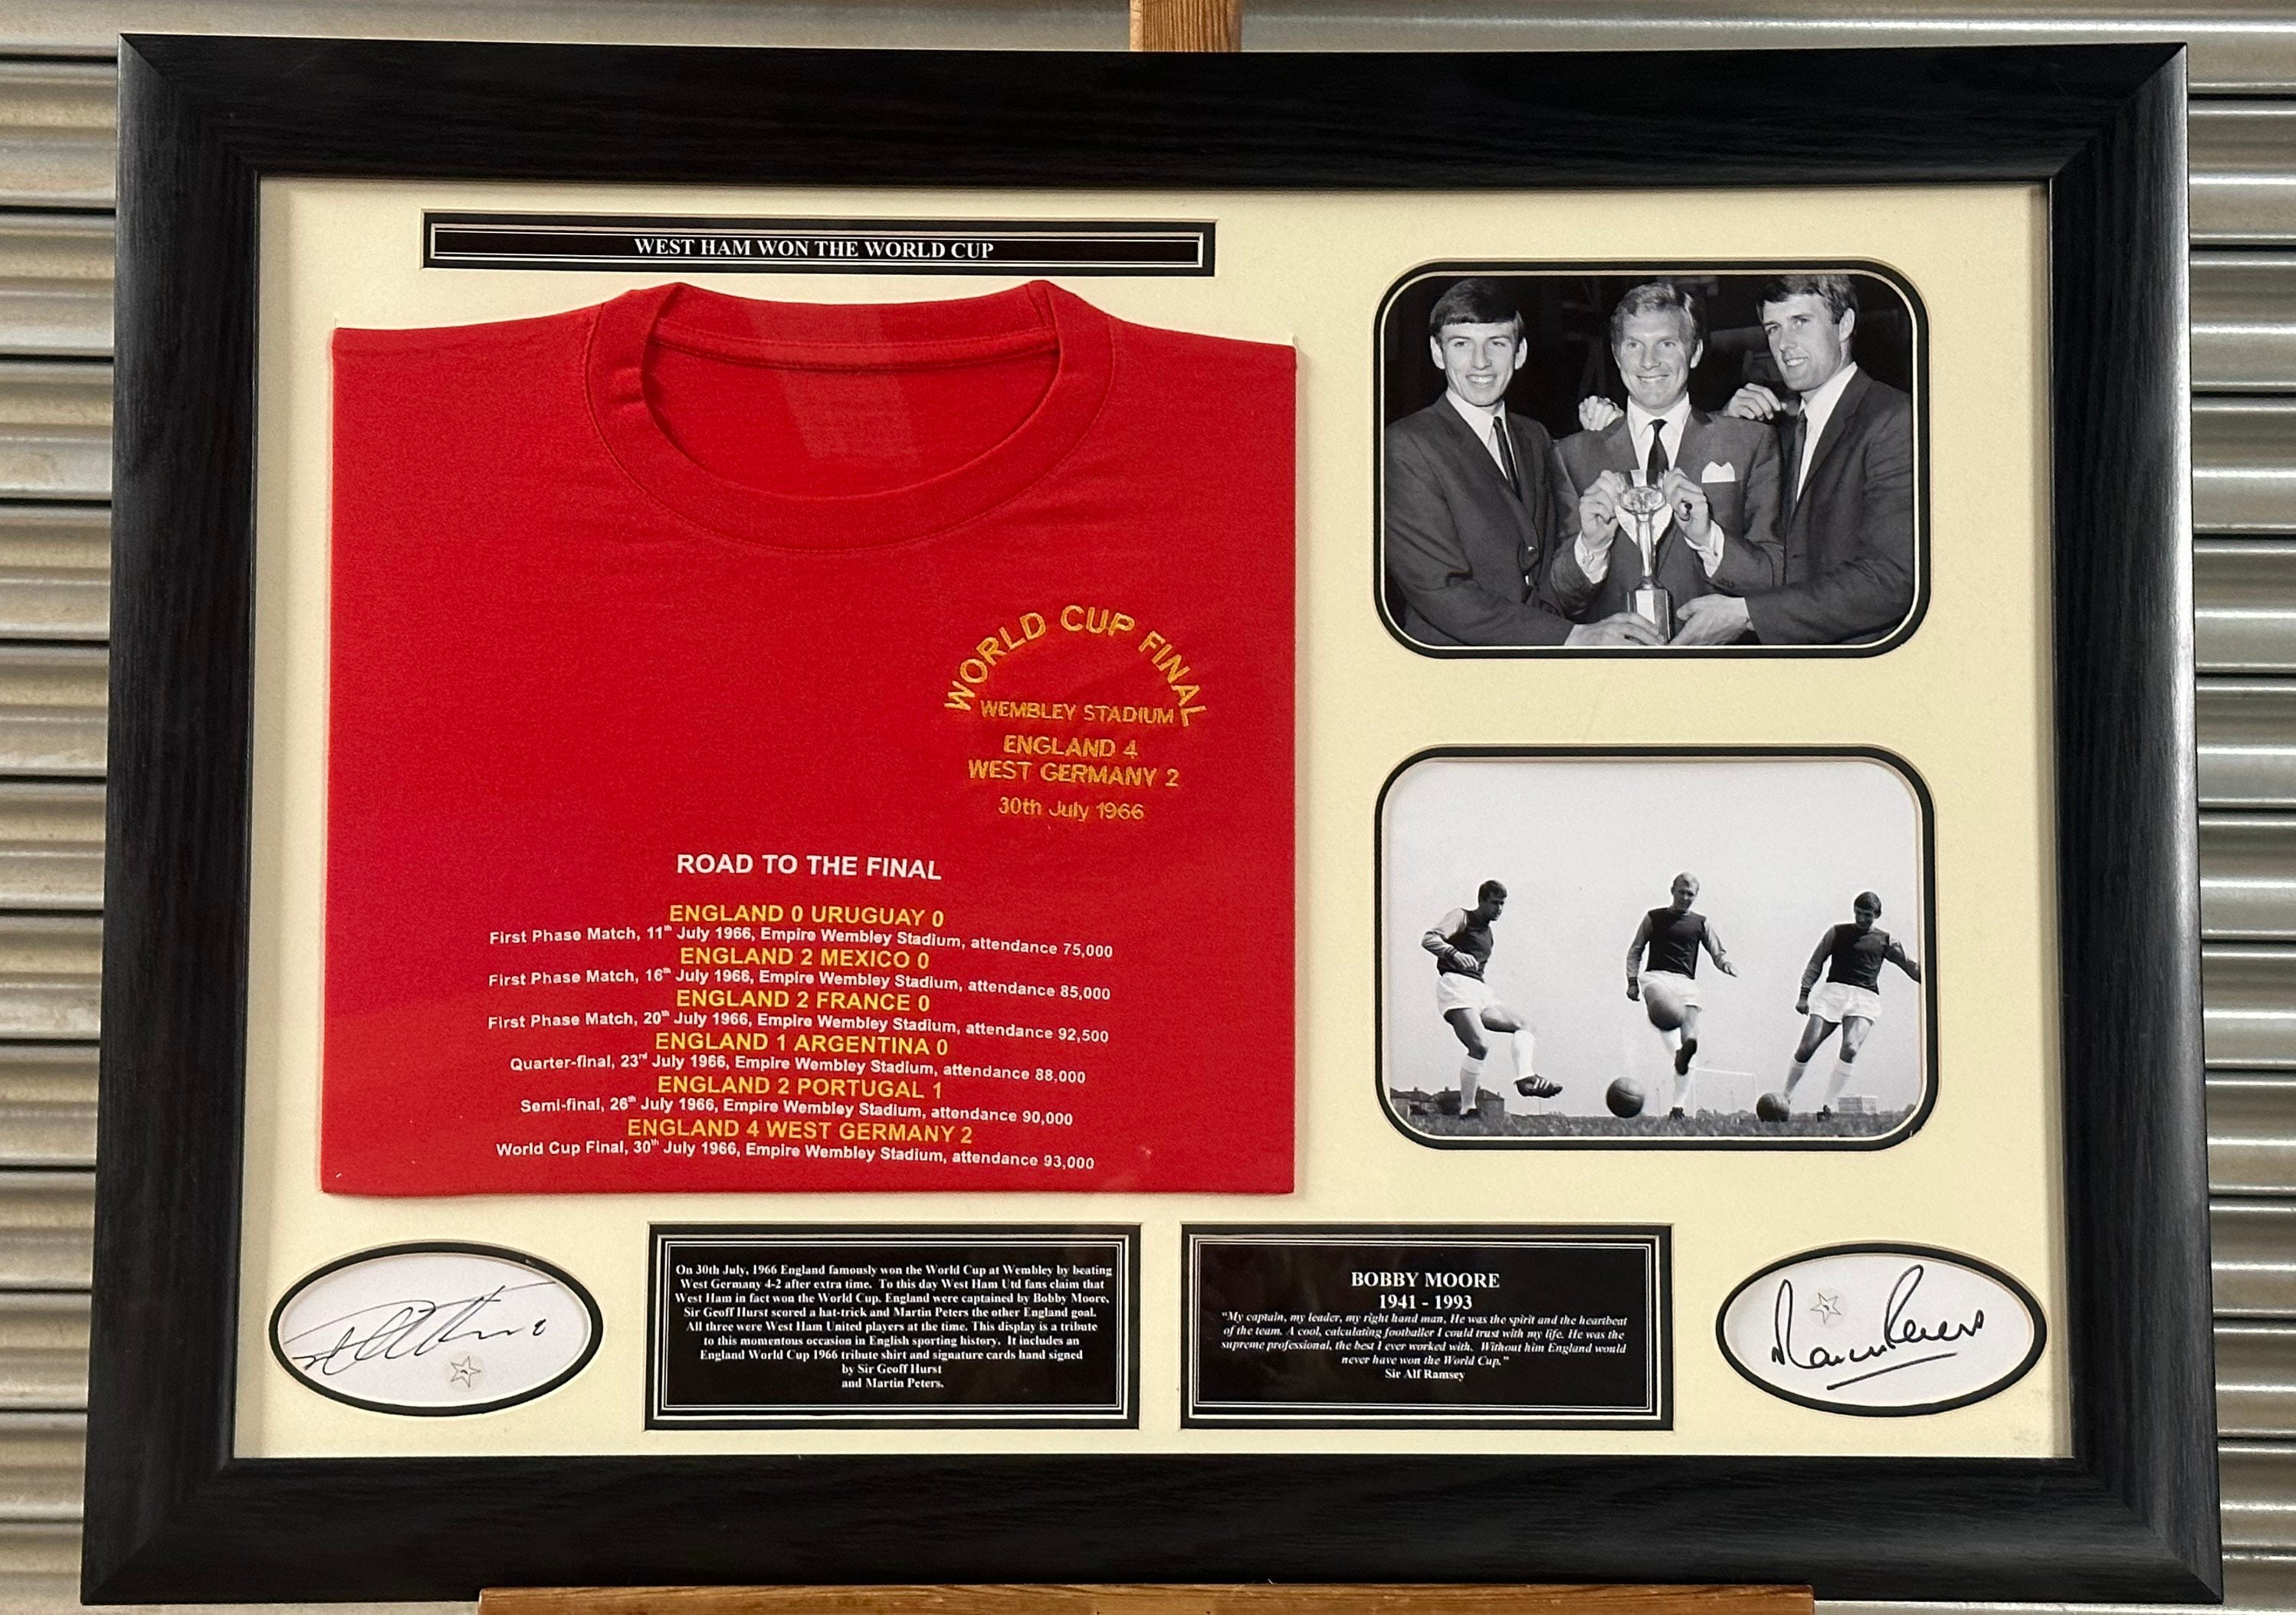 WEST HAM WON THE WORLD CUP
WORLD CUP FINAL
WEMBLEY STADIUM
ENGLAND 4
WEST GERMANY 2
30th July 1966
ROAD TO THE FINAL
ENGLAND 0 URUGUAY 0
First Phase Match, 11th July 1966, Empire Wembley Stadium, attendance 75,000
ENGLAND 2 MEXICO 0
First Phase Match, 16th July 1966, Empire Wembley Stadium, attendance 85,000
ENGLAND 2 FRANCE 0
First Phase Match, 20th July 1966, Empire Wembley Stadium, attendance 92,500
ENGLAND 1 ARGENTINA 0
Quarter-final, 23rd July 1966, Empire Wembley Stadium, attendance 88,000
ENGLAND 2 PORTUGAL 1
Semi-final, 26th July 1966, Empire Wembley Stadium, attendance 90,000
ENGLAND 4 WEST GERMANY 2
World Cup Final, 30th July 1966, Empire Wembley Stadium, attendance 93,000
On 30th July, 1966 England famously won the World Cup at Wembley by beating
West Germany 4-2 after extra time. To this day West Ham Utd fans claim that
West Ham in fact won the World Cup. England were captained by Bobby Moore,
Sir Geoff Hurst scored a hat-trick and Martin Peters the other England goal.
All three were West Ham United players at the time. This display is a tribute
to this momentous occasion in English sporting history. It includes an
England World Cup 1966 tribute shirt and signature cards hand signed
by Sir Geoff Hurst
and Martin Peters.
BOBBY MOORE
1941 - 1993
"My captain, my leader, my right hand man. He was the spirit and the heartbeat
of the team. A cool, calculating footballer I could trust with my life. He was the
supreme professional, the best I ever worked with. Without him England would
never have won the World Cup."
Sir Alf Ramsey
Martin Peters